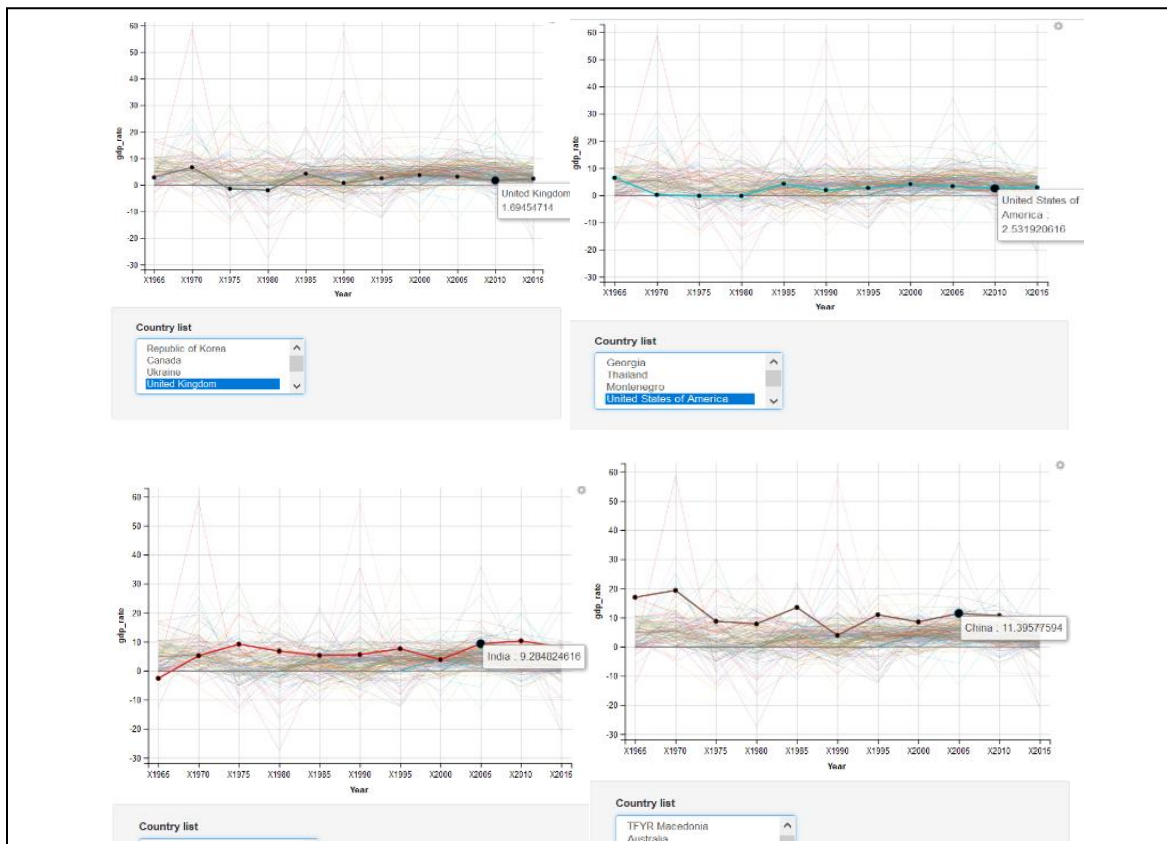 60
50
40
30
20
10
0
-10
-20
-30
gdp_rate
X1965 X1970 X1975 X1980 X1985 X1990 X1995 X2000 X2005 X2010 X2015
Year
United Kingdom
1.69454714
Country list
Republic of Korea
Canada
Ukraine
United Kingdom
60
50
40
30
20
10
0
-10
-20
-30
gdp_rate
X1965 X1970 X1975 X1980 X1985 X1990 X1995 X2000 X2005 X2010 X2015
Year
United States of
America :
2.531920616
Country list
Georgia
Thailand
Montenegro
United States of America
60
50
40
30
20
10
0
-10
-20
-30
gdp_rate
X1965 X1970 X1975 X1980 X1985 X1990 X1995 X2000 X2005 X2010 X2015
Year
India : 9.284824616
Country list
60
50
40
30
20
10
0
-10
-20
-30
gdp_rate
X1965 X1970 X1975 X1980 X1985 X1990 X1995 X2000 X2005 X2010 X2015
Year
China : 11.39577594
Country list
TFYR Macedonia
Australia